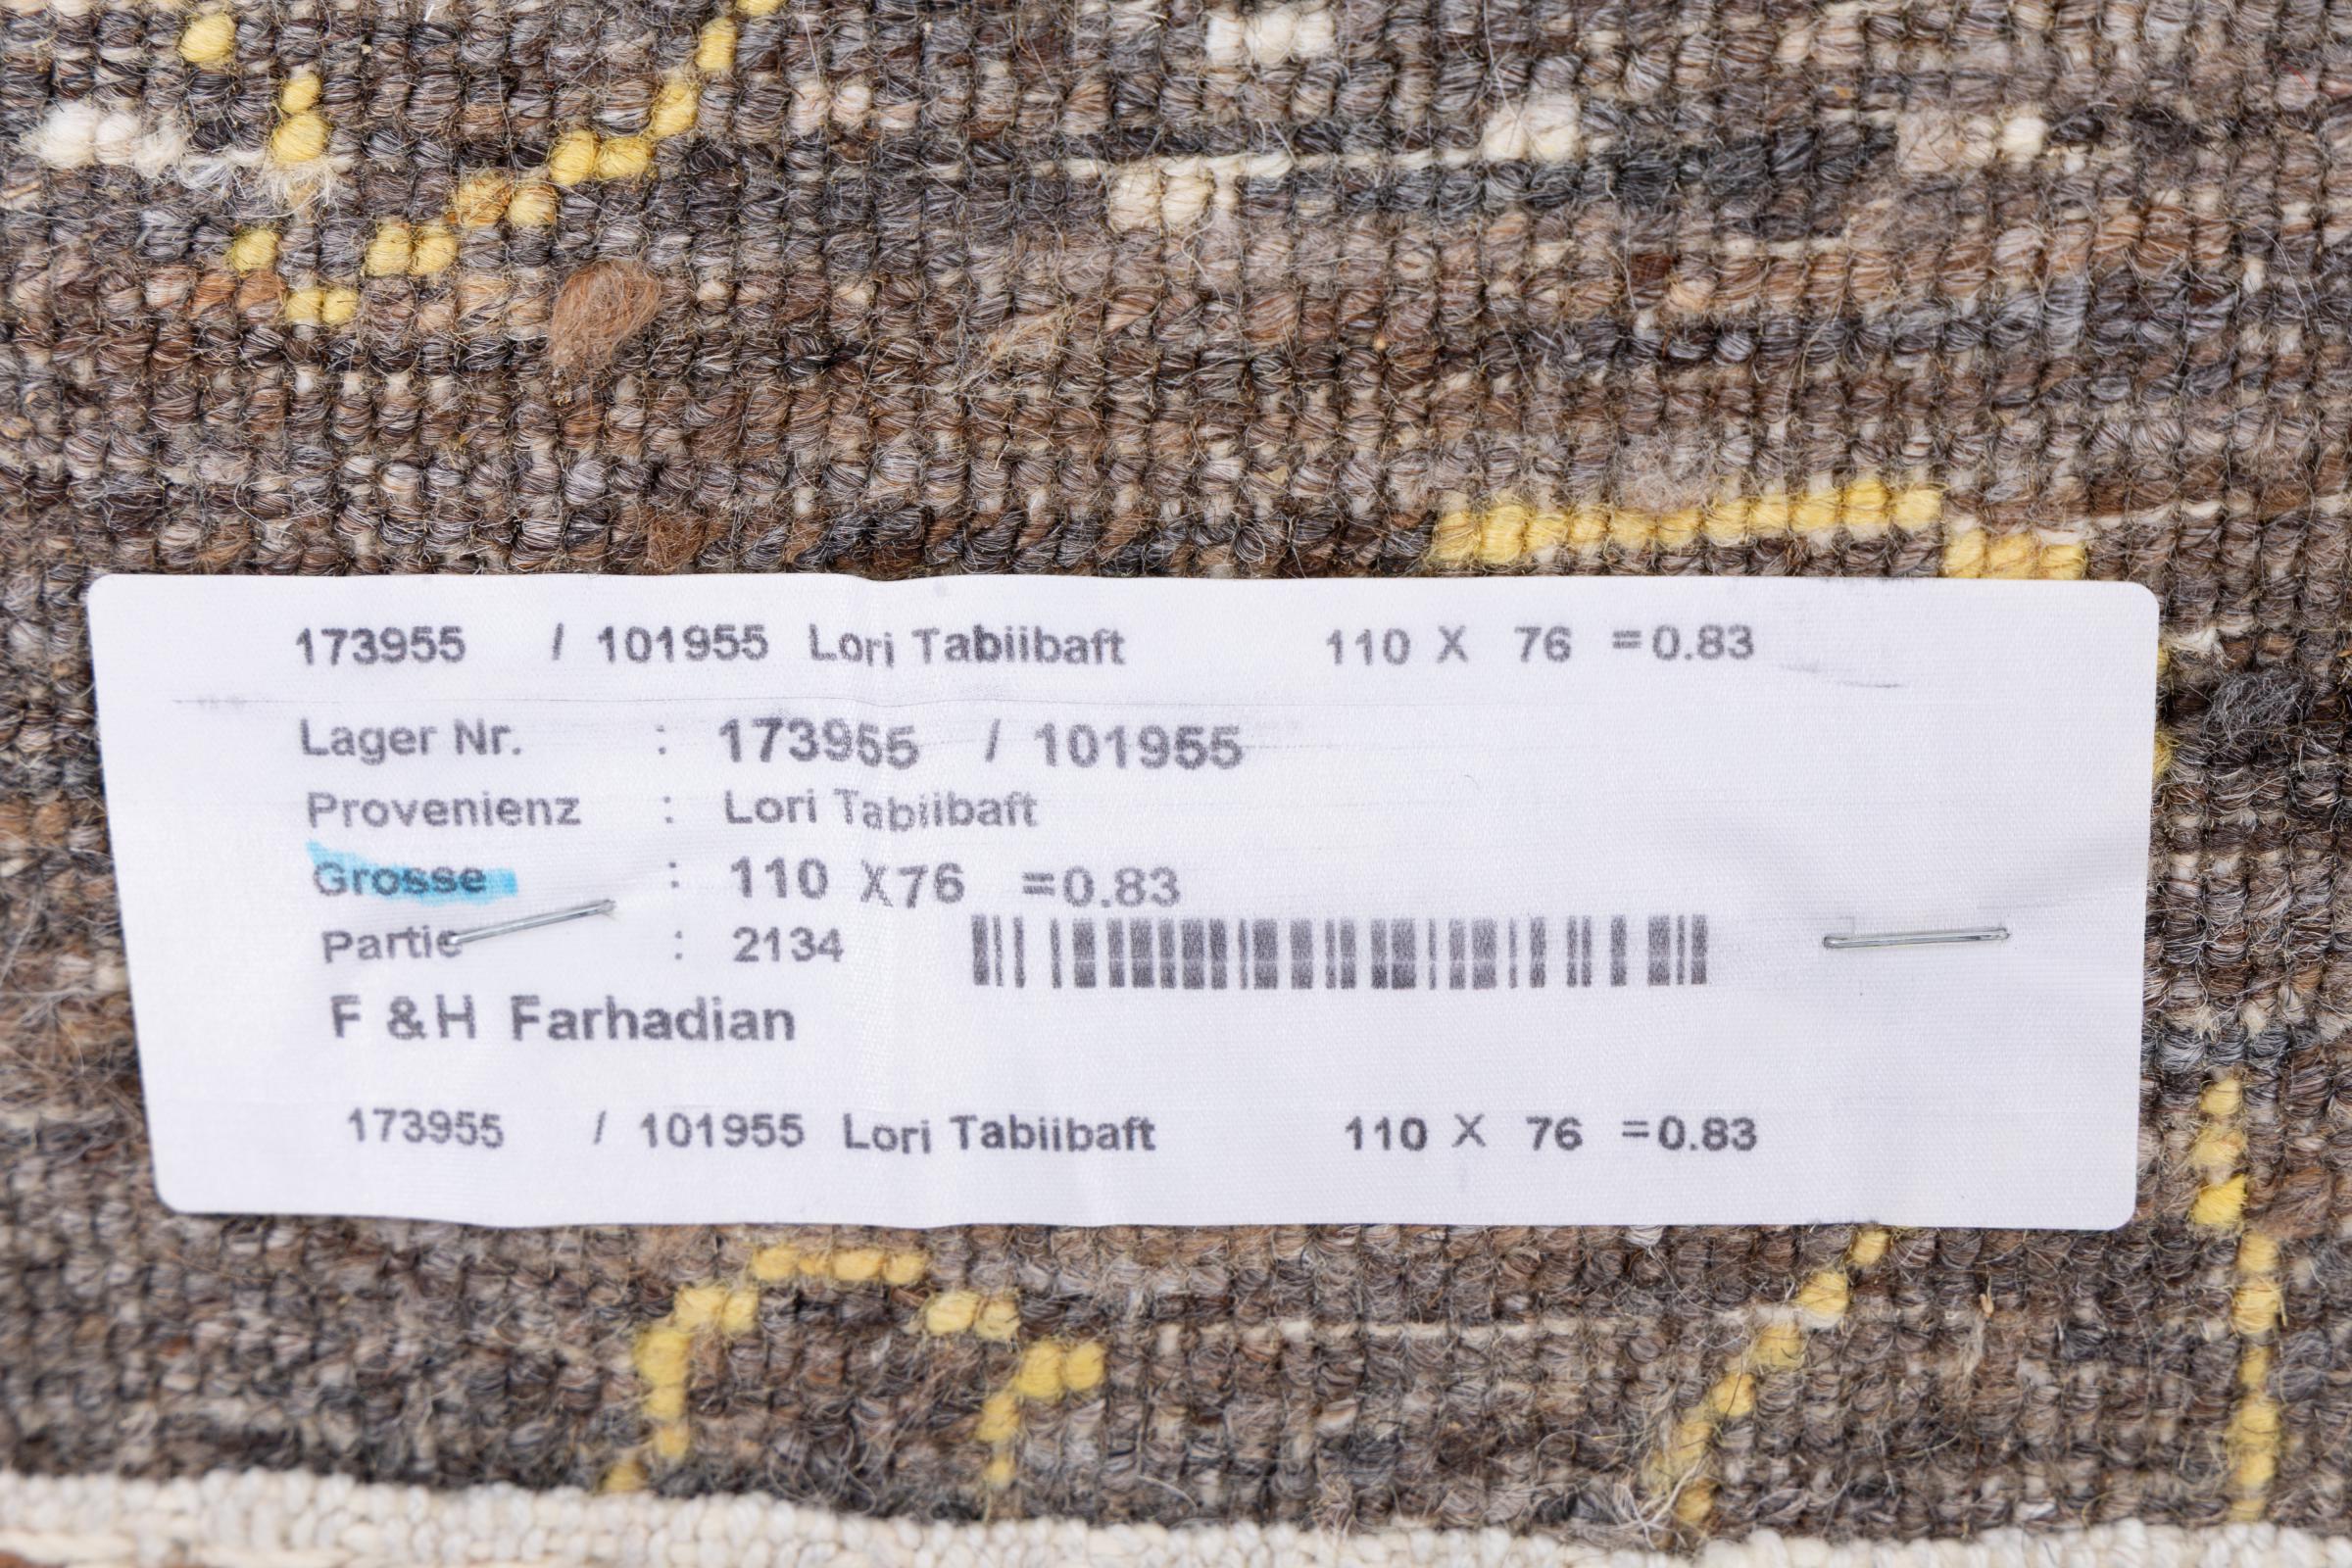 173955 / 101955 Lori Tabiibaft 110 X 76 =0.83
Lager Nr. : 173955 / 101955
Provenienz : Lori Tabiibaft
Grosse : 110 X76 =0.83
Partie : 2134
F & H Farhadian
173955 / 101955 Lori Tabiibaft 110 X 76 =0.83